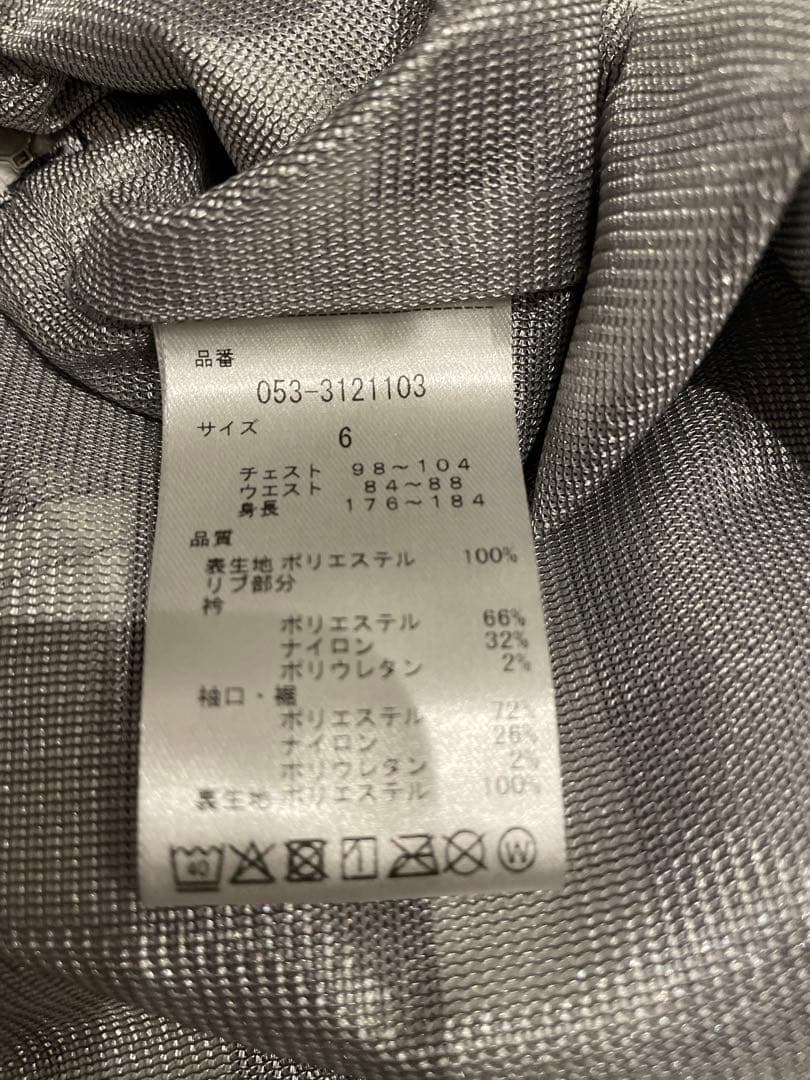 品番
053-3121103
サイズ 6
チェスト 98～104
ウエスト 84～88
身長 176～184
品質
表生地 ポリエステル 100%
リブ部分
衿
ポリエステル 66%
ナイロン 32%
ポリウレタン 2%
袖口・裾
ポリエステル 72%
ナイロン 26%
ポリウレタン 2%
表生地 ポリエステル 100%
40 W